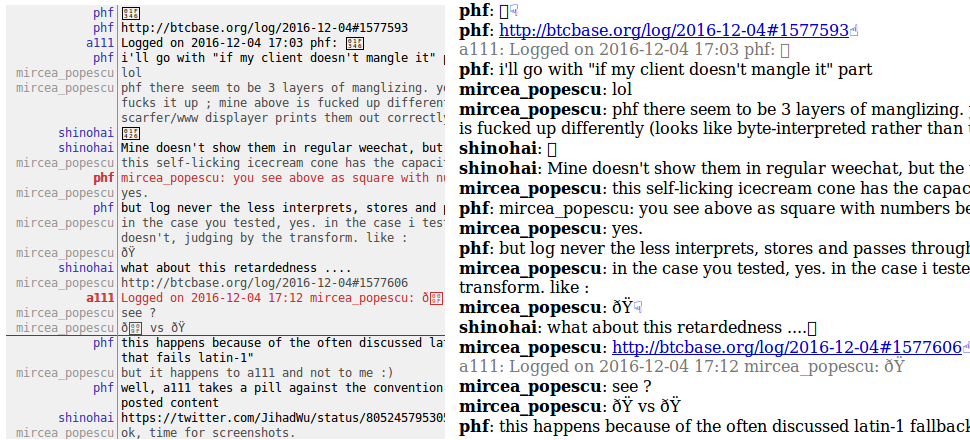 phf
phf http://btcbase.org/log/2016-12-04#1577593
a111 Logged on 2016-12-04 17:03 phf:
phf i'll go with "if my client doesn't mangle it"
mircea_popescu lol
mircea_popescu phf there seem to be 3 layers of manglizing.
fucks it up ; mine above is fucked up
scarfer/www displayer prints them out correctly
shinohai
shinohai Mine doesn't show them in regular weechat, but
mircea_popescu this self-licking icecream cone has the
phf mircea_popescu: you see above as square with
mircea_popescu yes.
phf but log never the less interprets, stores and
mircea_popescu in the case you tested, yes. in the case i
doesn't, judging by the transform. like :
mircea_popescu ðŸ
shinohai what about this retardedness ....
mircea_popescu http://btcbase.org/log/2016-12-04#1577606
a111 Logged on 2016-12-04 17:12 mircea_popescu: ð
mircea_popescu see ?
mircea_popescu ð vs ðŸ
phf this happens because of the often discussed
that fails latin-1"
mircea_popescu but it happens to a111 and not to me :)
phf well, a111 takes a pill against the convention
posted content
shinohai https://twitter.com/JihadWu/status/805245795305
mircea_popescu ok, time for screenshots.
phf: ☟
phf: http://btcbase.org/log/2016-12-04#1577593☝
a111: Logged on 2016-12-04 17:03 phf:
phf: i'll go with "if my client doesn't mangle it" part
mircea_popescu: lol
mircea_popescu: phf there seem to be 3 layers of manglizing.
is fucked up differently (looks like byte-interpreted rather than
shinohai:
shinohai: Mine doesn't show them in regular weechat, but the
mircea_popescu: this self-licking icecream cone has the
phf: mircea_popescu: you see above as square with numbers
mircea_popescu: yes.
phf: but log never the less interprets, stores and passes
mircea_popescu: in the case you tested, yes. in the case i
transform. like :
mircea_popescu: ðŸ☟
shinohai: what about this retardedness ....
mircea_popescu: http://btcbase.org/log/2016-12-04#1577606
a111: Logged on 2016-12-04 17:12 mircea_popescu: ðŸ
mircea_popescu: see ?
mircea_popescu: ðŸ vs ðŸ
phf: this happens because of the often discussed latin-1 fallback